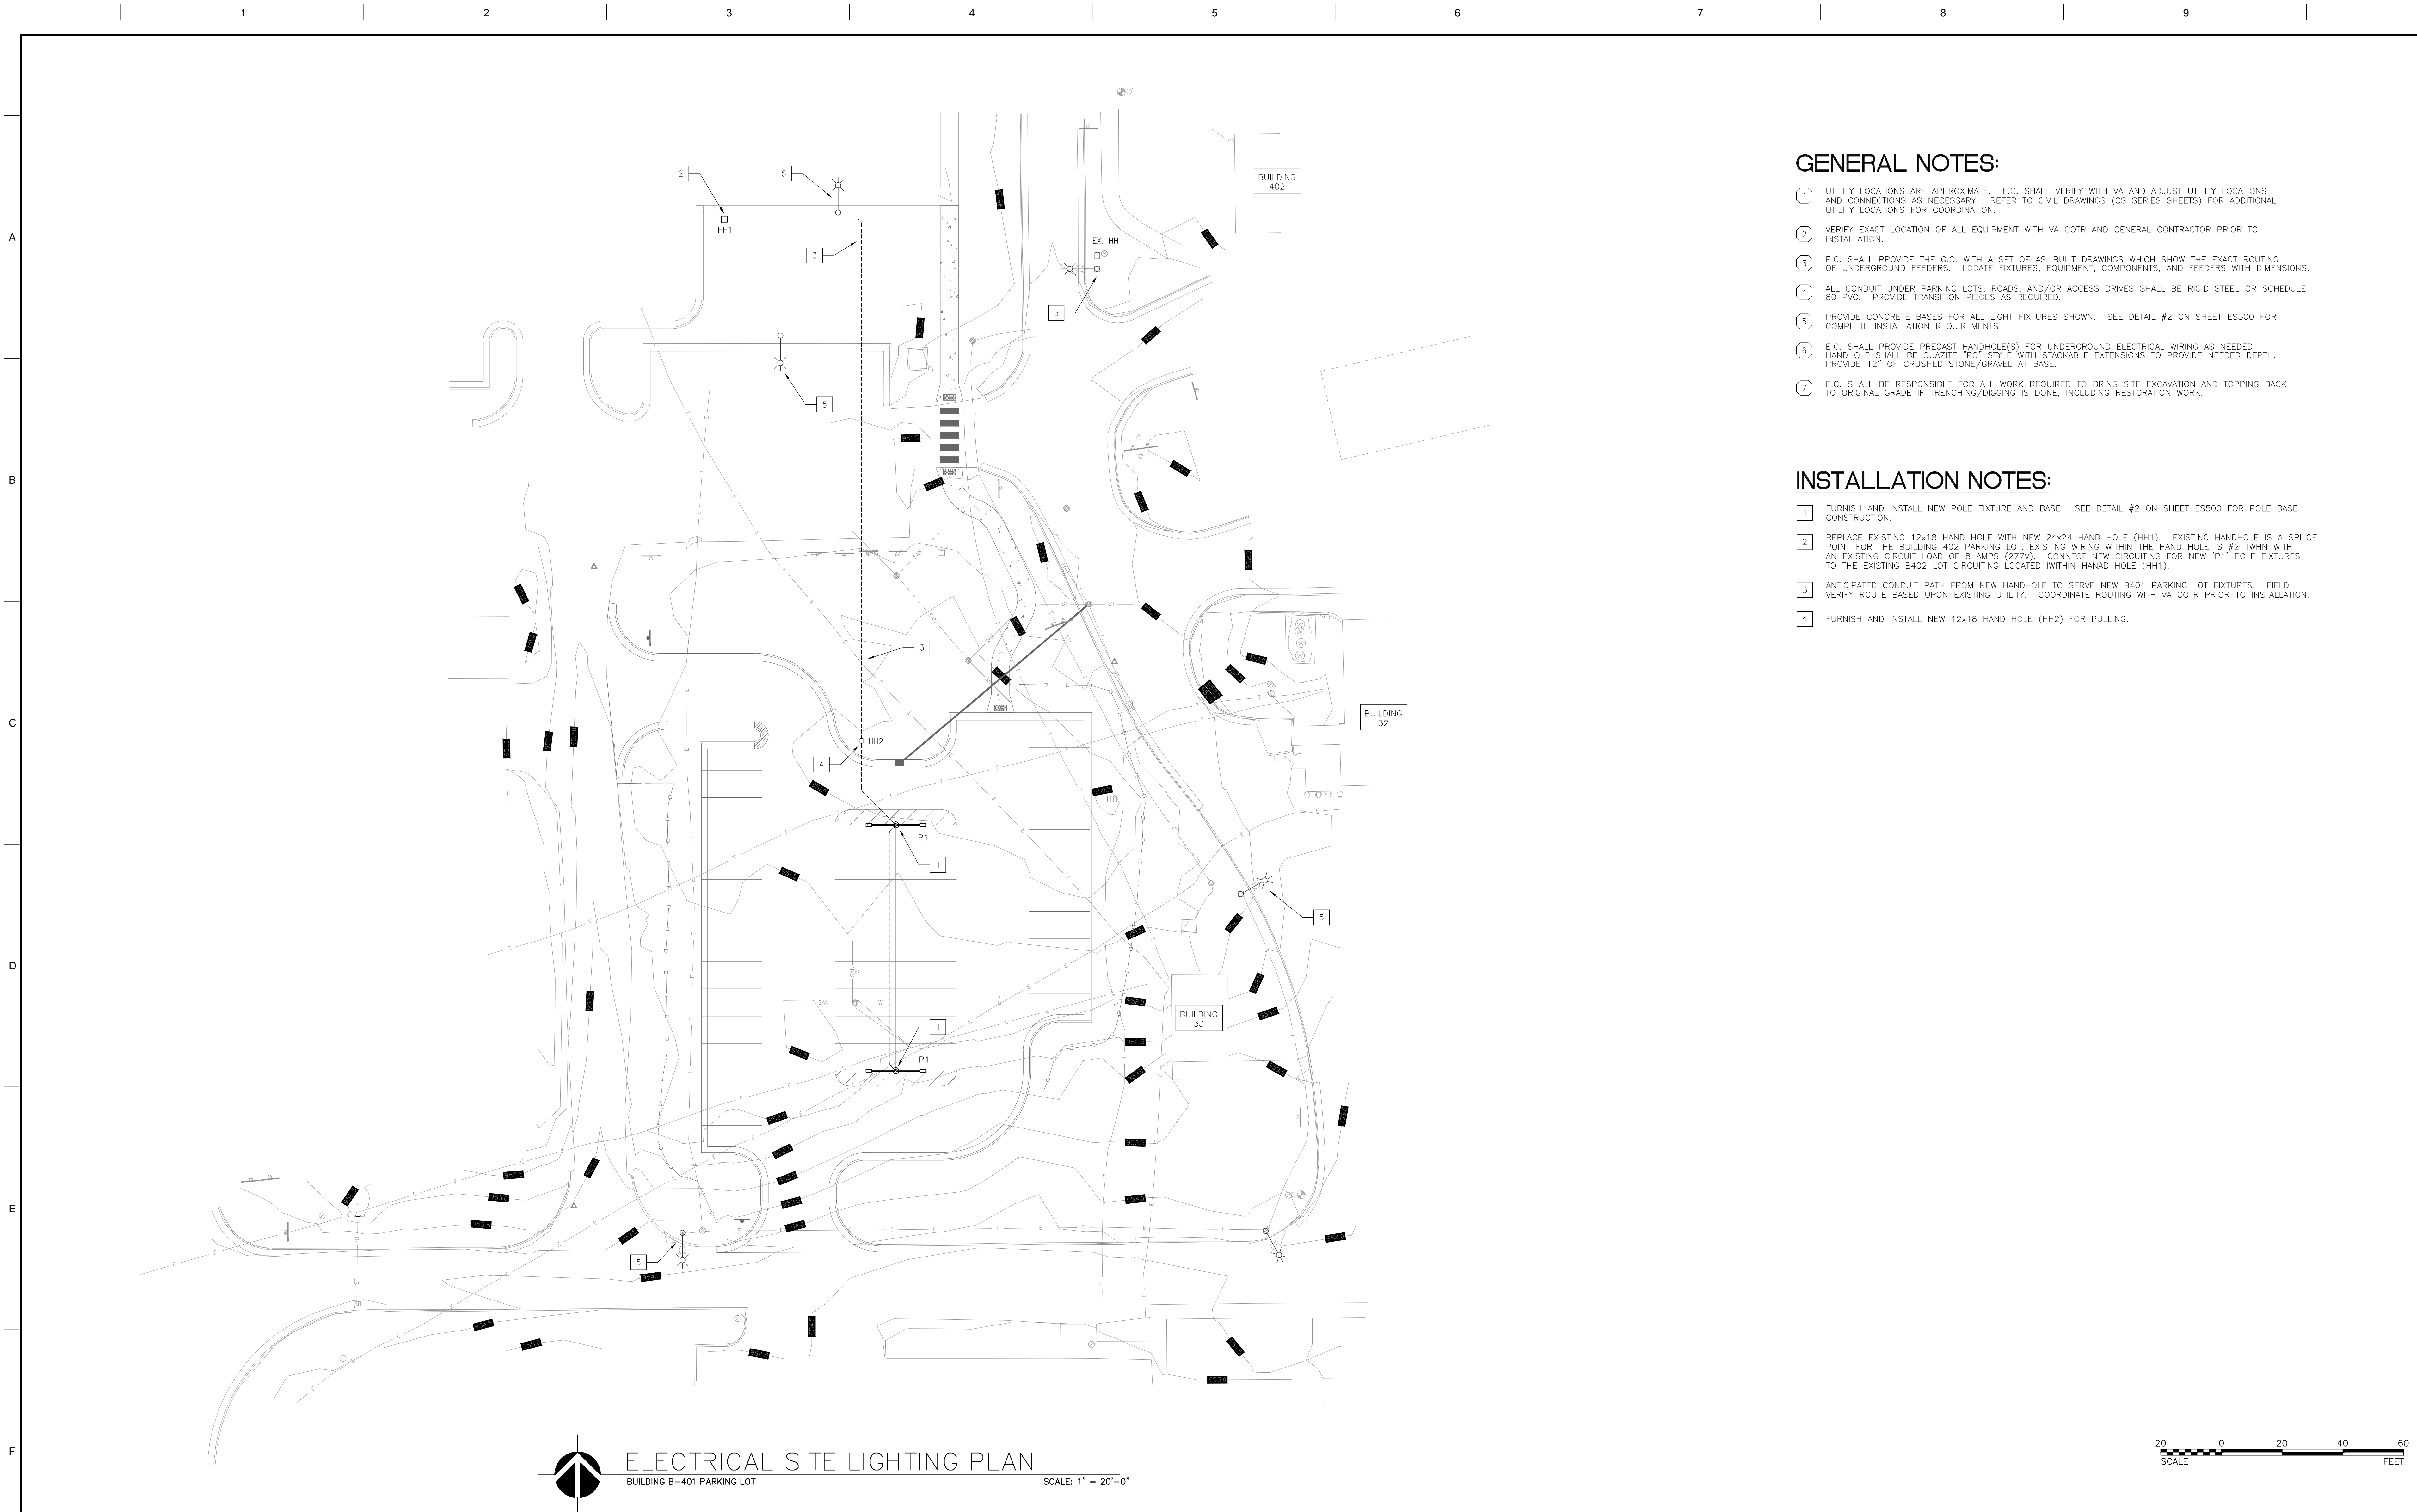 1 2 3 4 5 6 7 8 9
A
B
C
D
E
F
2
5
BUILDING
402
HH1
3
EX. HH
5
5
3
BUILDING
32
HH2
4
P1
1
5
BUILDING
33
1
P1
5
GENERAL NOTES:
1 UTILITY LOCATIONS ARE APPROXIMATE. E.C. SHALL VERIFY WITH VA AND ADJUST UTILITY LOCATIONS
AND CONNECTIONS AS NECESSARY. REFER TO CIVIL DRAWINGS (CS SERIES SHEETS) FOR ADDITIONAL
UTILITY LOCATIONS FOR COORDINATION.
2 VERIFY EXACT LOCATION OF ALL EQUIPMENT WITH VA COTR AND GENERAL CONTRACTOR PRIOR TO
INSTALLATION.
3 E.C. SHALL PROVIDE THE G.C. WITH A SET OF AS-BUILT DRAWINGS WHICH SHOW THE EXACT ROUTING
OF UNDERGROUND FEEDERS. LOCATE FIXTURES, EQUIPMENT, COMPONENTS, AND FEEDERS WITH DIMENSIONS.
4 ALL CONDUIT UNDER PARKING LOTS, ROADS, AND/OR ACCESS DRIVES SHALL BE RIGID STEEL OR SCHEDULE
80 PVC. PROVIDE TRANSITION PIECES AS REQUIRED.
5 PROVIDE CONCRETE BASES FOR ALL LIGHT FIXTURES SHOWN. SEE DETAIL #2 ON SHEET ES500 FOR
COMPLETE INSTALLATION REQUIREMENTS.
6 E.C. SHALL PROVIDE PRECAST HANDHOLE(S) FOR UNDERGROUND ELECTRICAL WIRING AS NEEDED.
HANDHOLE SHALL BE QUAZITE "PG" STYLE WITH STACKABLE EXTENSIONS TO PROVIDE NEEDED DEPTH.
PROVIDE 12" OF CRUSHED STONE/GRAVEL AT BASE.
7 E.C. SHALL BE RESPONSIBLE FOR ALL WORK REQUIRED TO BRING SITE EXCAVATION AND TOPPING BACK
TO ORIGINAL GRADE IF TRENCHING/DIGGING IS DONE, INCLUDING RESTORATION WORK.
INSTALLATION NOTES:
1 FURNISH AND INSTALL NEW POLE FIXTURE AND BASE. SEE DETAIL #2 ON SHEET ES500 FOR POLE BASE
CONSTRUCTION.
2 REPLACE EXISTING 12x18 HAND HOLE WITH NEW 24x24 HAND HOLE (HH1). EXISTING HANDHOLE IS A SPLICE
POINT FOR THE BUILDING 402 PARKING LOT. EXISTING WIRING WITHIN THE HAND HOLE IS #2 TWHN WITH
AN EXISTING CIRCUIT LOAD OF 8 AMPS (277V). CONNECT NEW CIRCUITING FOR NEW 'P1' POLE FIXTURES
TO THE EXISTING B402 LOT CIRCUITING LOCATED IWITHIN HANAD HOLE (HH1).
3 ANTICIPATED CONDUIT PATH FROM NEW HANDHOLE TO SERVE NEW B401 PARKING LOT FIXTURES. FIELD
VERIFY ROUTE BASED UPON EXISTING UTILITY. COORDINATE ROUTING WITH VA COTR PRIOR TO INSTALLATION.
4 FURNISH AND INSTALL NEW 12x18 HAND HOLE (HH2) FOR PULLING.
ELECTRICAL SITE LIGHTING PLAN
BUILDING B-401 PARKING LOT SCALE: 1" = 20'-0"
20 0 20 40 60
SCALE FEET